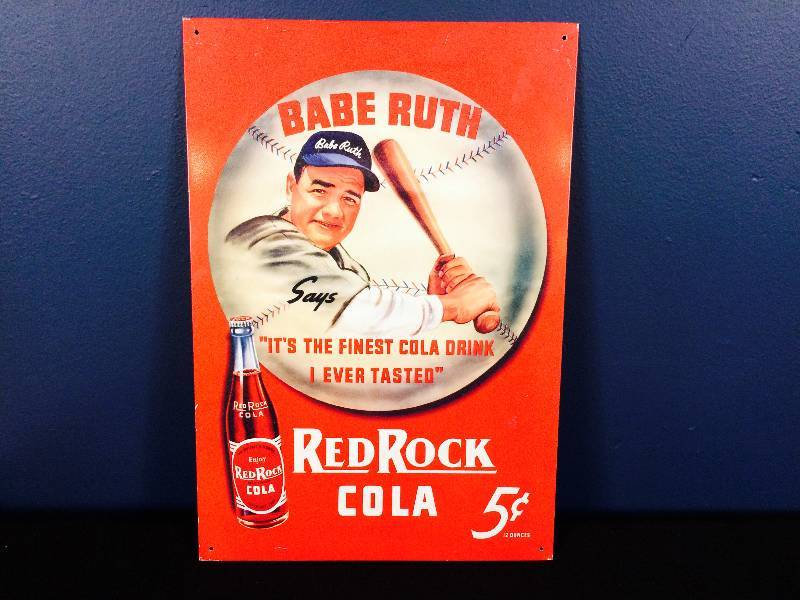 BABE RUTH
Babe Ruth
Says
"IT'S THE FINEST COLA DRINK
I EVER TASTED"
RED ROCK
COLA
Enjoy
RED ROCK
COLA
RED ROCK
COLA
5¢
12 OUNCES